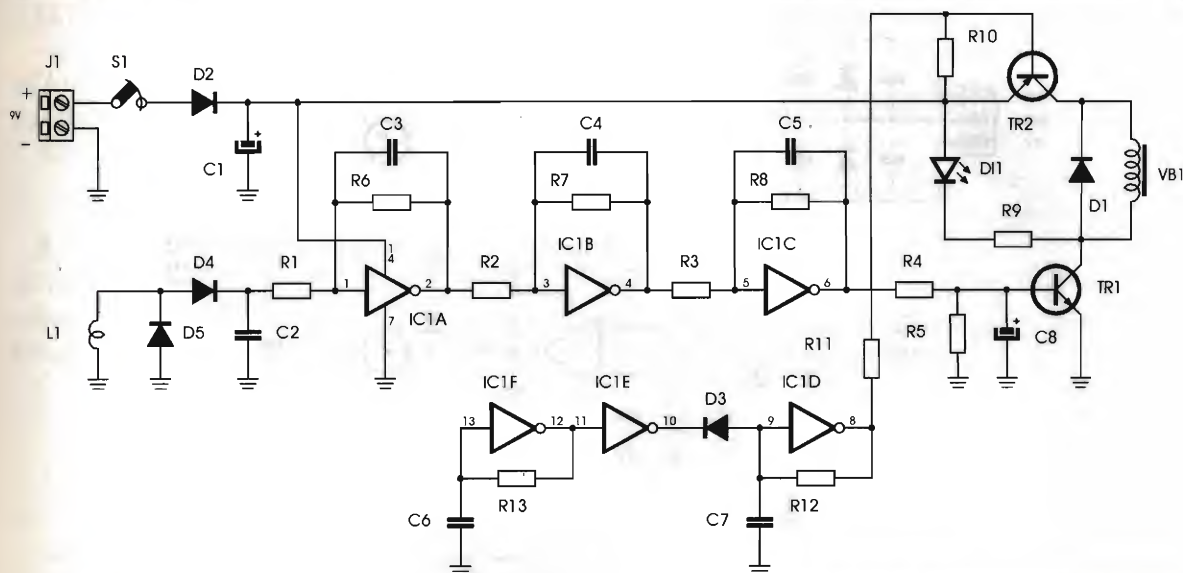 R10
J1
S1
D2
+
9V
−
C1
+
C3
R6
C4
R7
C5
R8
TR2
DI1
D1
VB1
R9
L1
D4
D5
R1
C2
1
1
4
7
2
IC1A
R2
IC1B
3
4
R3
IC1C
5
6
R4
R5
+
C8
TR1
R11
IC1F
13
12
R13
C6
IC1E
11
10
D3
IC1D
9
8
R12
C7